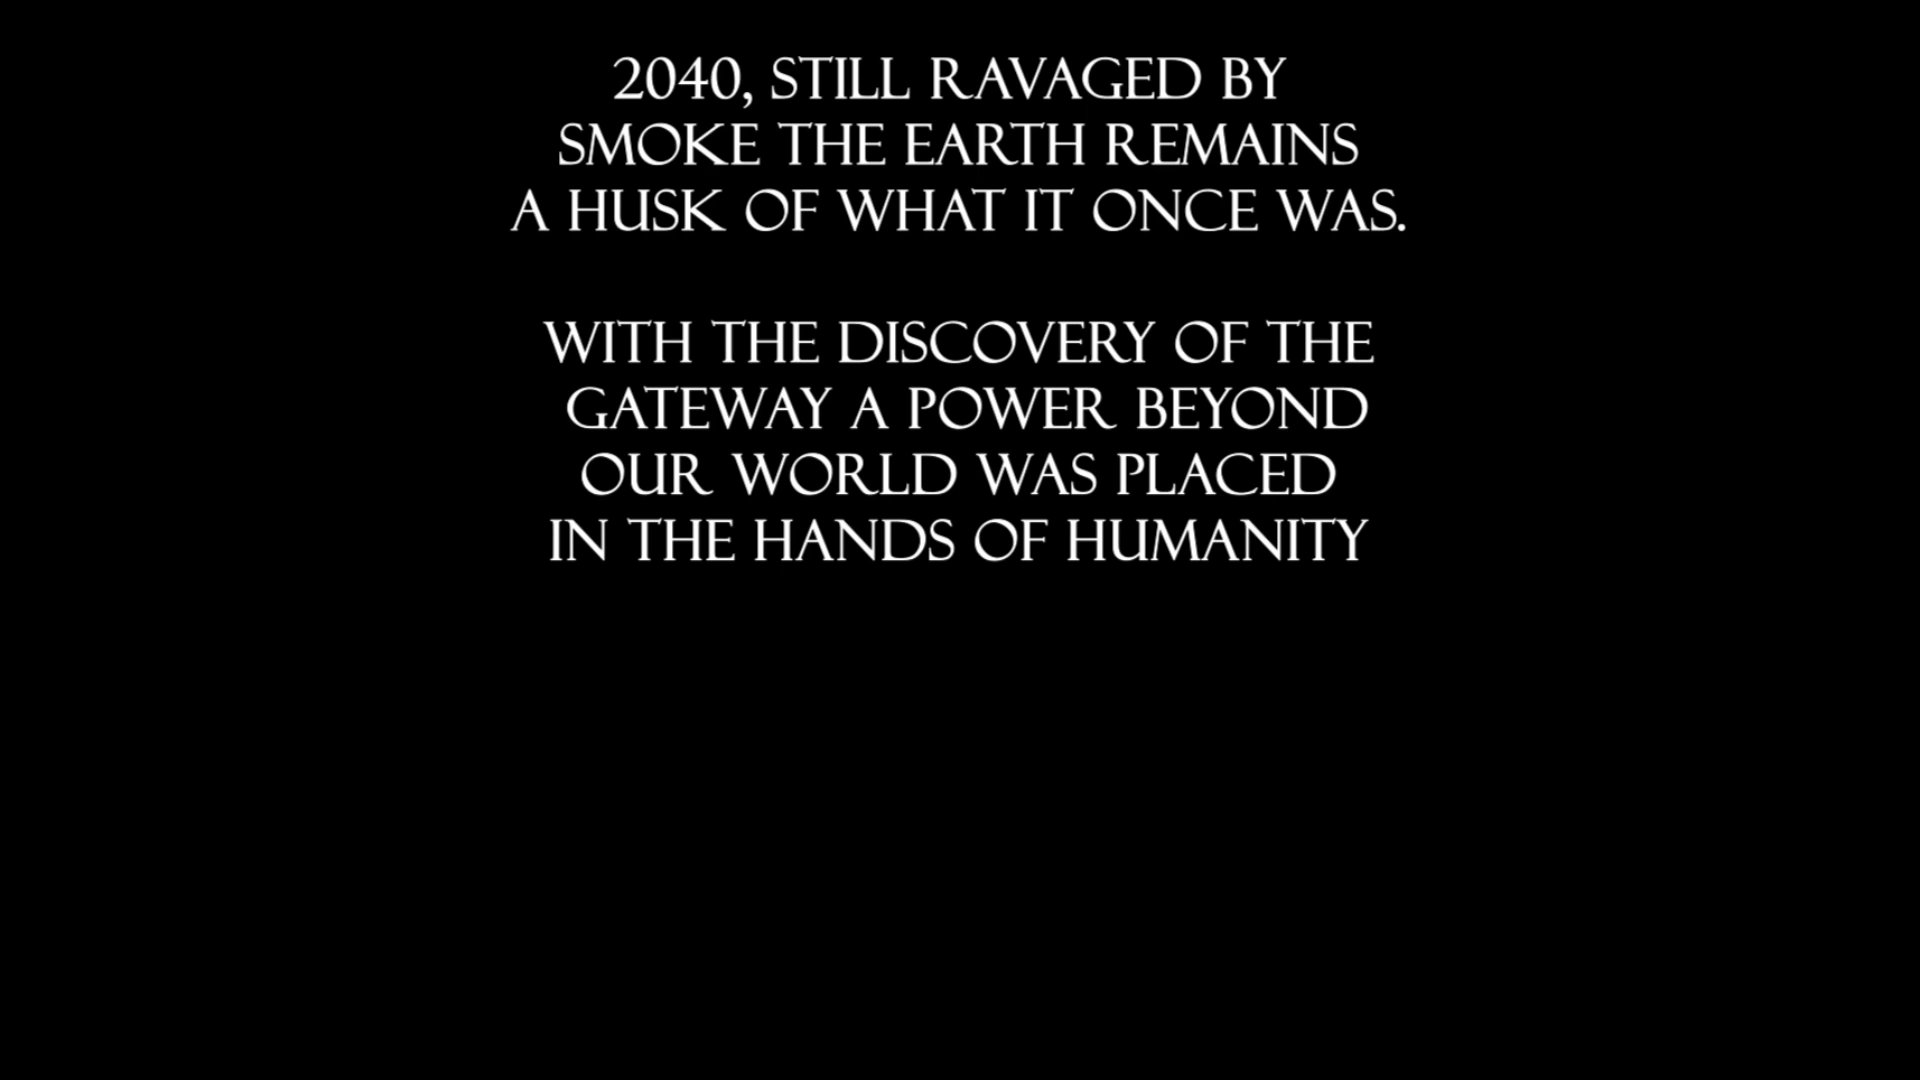 2040, STILL RAVAGED BY
SMOKE THE EARTH REMAINS
A HUSK OF WHAT IT ONCE WAS.
WITH THE DISCOVERY OF THE
GATEWAY A POWER BEYOND
OUR WORLD WAS PLACED
IN THE HANDS OF HUMANITY